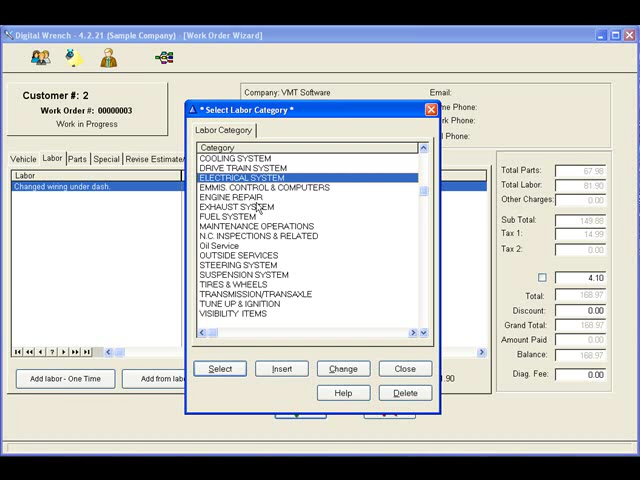 Digital Wrench - 4.2.21 (Sample Company) - [Work Order Wizard]
Customer #: 2
Work Order #: 00000003
Work in Progress
Company: VMT Software
Email:
e Phone:
rk Phone:
l Phone:
Vehicle Labor Parts Special Revise Estimate/
Labor
Changed wiring under dash.
Add labor - One Time
Add from labo
1.90
* Select Labor Category *
Labor Category
Category
COOLING SYSTEM
DRIVE TRAIN SYSTEM
ELECTRICAL SYSTEM
EMMIS. CONTROL & COMPUTERS
ENGINE REPAIR
EXHAUST SYSTEM
FUEL SYSTEM
MAINTENANCE OPERATIONS
N.C. INSPECTIONS & RELATED
Oil Service
OUTSIDE SERVICES
STEERING SYSTEM
SUSPENSION SYSTEM
TIRES & WHEELS
TRANSMISSION/TRANSAXLE
TUNE UP & IGNITION
VISIBILITY ITEMS
Select Insert Change Close
Help Delete
Total Parts: 67.98
Total Labor: 81.90
Other Charges: 0.00
Sub Total: 149.88
Tax 1: 14.99
Tax 2: 0.00
4.10
Total: 168.97
Discount: 0.00
Grand Total: 168.97
Amount Paid 0.00
Balance: 168.97
Diag. Fee: 0.00